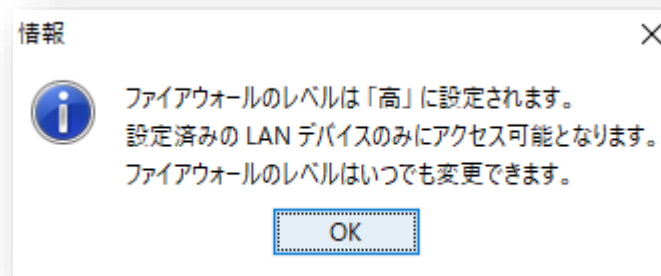 情報
ファイアウォールのレベルは「高」に設定されます。
設定済みの LAN デバイスのみにアクセス可能となります。
ファイアウォールのレベルはいつでも変更できます。
OK